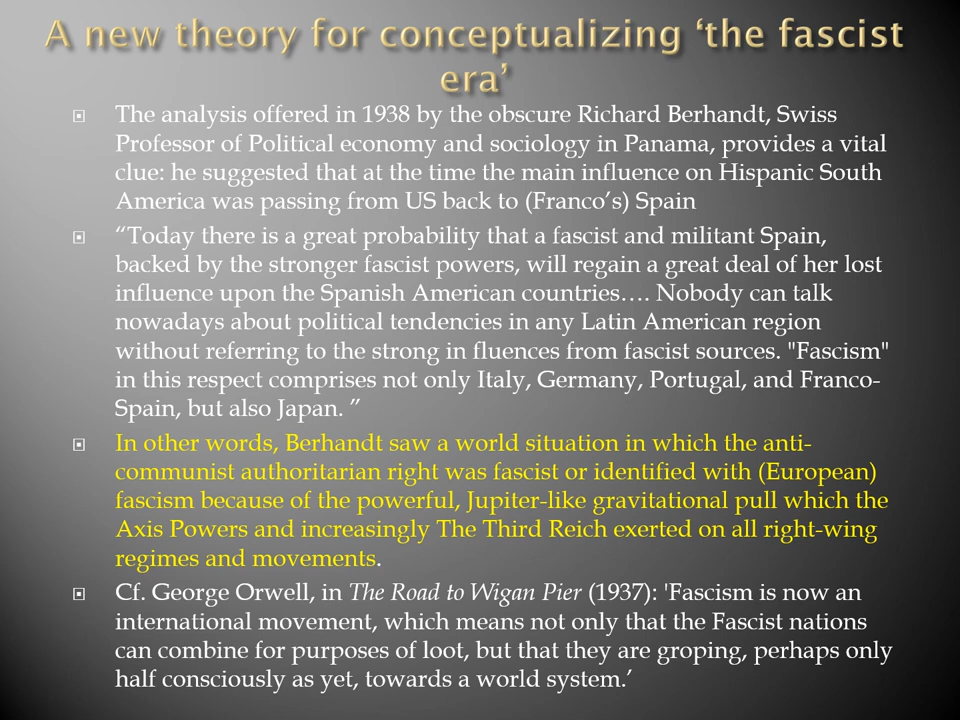 A new theory for conceptualizing ‘the fascist
era’
The analysis offered in 1938 by the obscure Richard Berhandt, Swiss
Professor of Political economy and sociology in Panama, provides a vital
clue: he suggested that at the time the main influence on Hispanic South
America was passing from US back to (Franco’s) Spain
“Today there is a great probability that a fascist and militant Spain,
backed by the stronger fascist powers, will regain a great deal of her lost
influence upon the Spanish American countries…. Nobody can talk
nowadays about political tendencies in any Latin American region
without referring to the strong in fluences from fascist sources. "Fascism"
in this respect comprises not only Italy, Germany, Portugal, and Franco-
Spain, but also Japan. ”
In other words, Berhandt saw a world situation in which the anti-
communist authoritarian right was fascist or identified with (European)
fascism because of the powerful, Jupiter-like gravitational pull which the
Axis Powers and increasingly The Third Reich exerted on all right-wing
regimes and movements.
Cf. George Orwell, in The Road to Wigan Pier (1937): 'Fascism is now an
international movement, which means not only that the Fascist nations
can combine for purposes of loot, but that they are groping, perhaps only
half consciously as yet, towards a world system.’